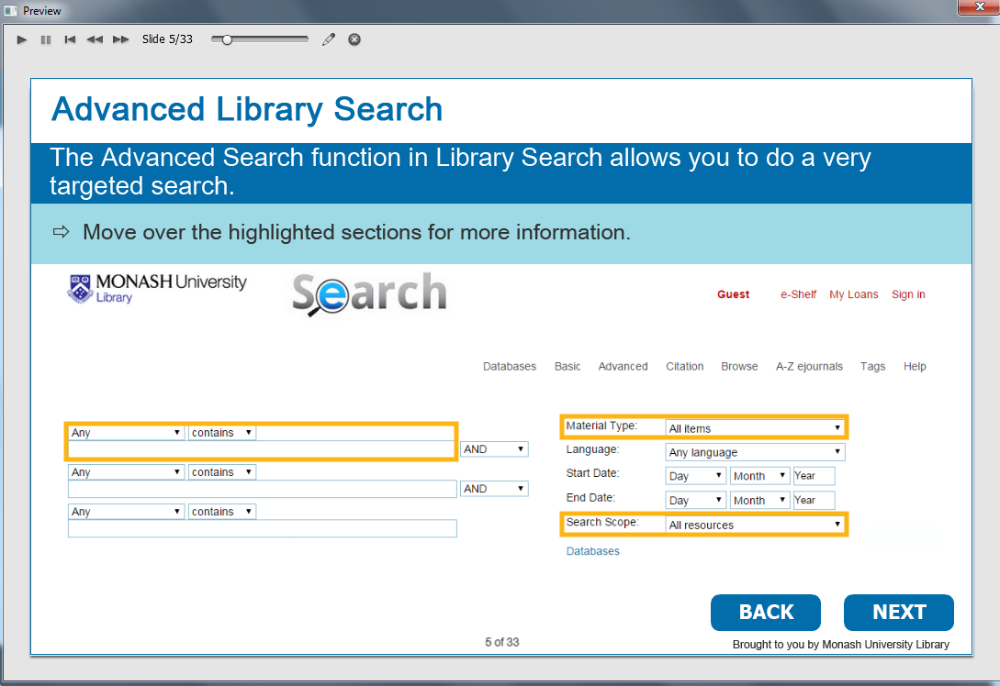 Preview
Slide 5/33
Advanced Library Search
The Advanced Search function in Library Search allows you to do a very
targeted search.
⇨ Move over the highlighted sections for more information.
MONASH University
Library
Search
Guest e-Shelf My Loans Sign in
Databases Basic Advanced Citation Browse A-Z ejournals Tags Help
Any contains
AND
Any contains
AND
Any contains
Material Type: All items
Language: Any language
Start Date: Day Month Year
End Date: Day Month Year
Search Scope: All resources
Databases
BACK NEXT
5 of 33
Brought to you by Monash University Library